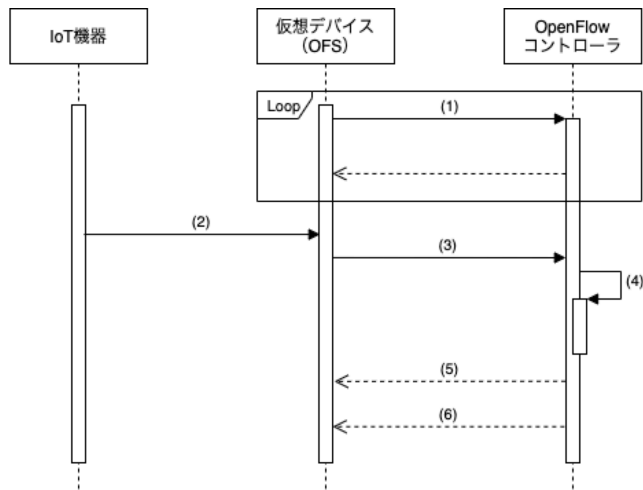 IoT機器
仮想デバイス
（OFS）
OpenFlow
コントローラ
Loop
(1)
(2)
(3)
(4)
(5)
(6)